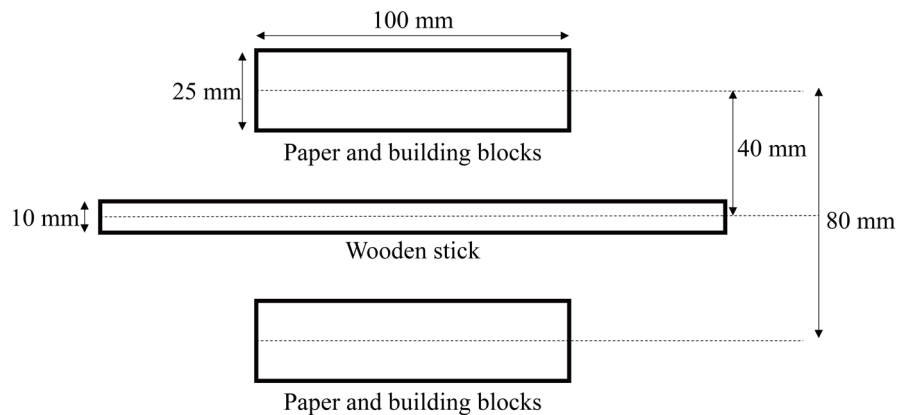 100 mm
25 mm
Paper and building blocks
40 mm
10 mm
80 mm
Wooden stick
Paper and building blocks